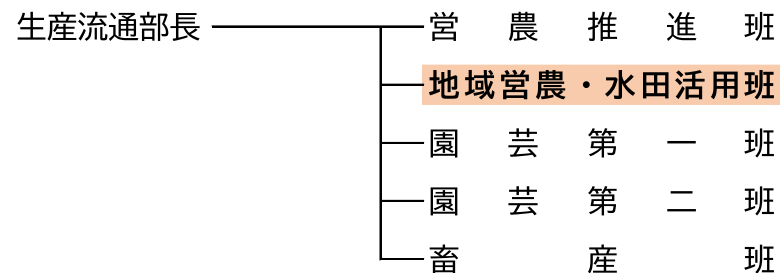 生産流通部長
営農推進班
地域営農・水田活用班
園芸第一班
園芸第二班
畜産班